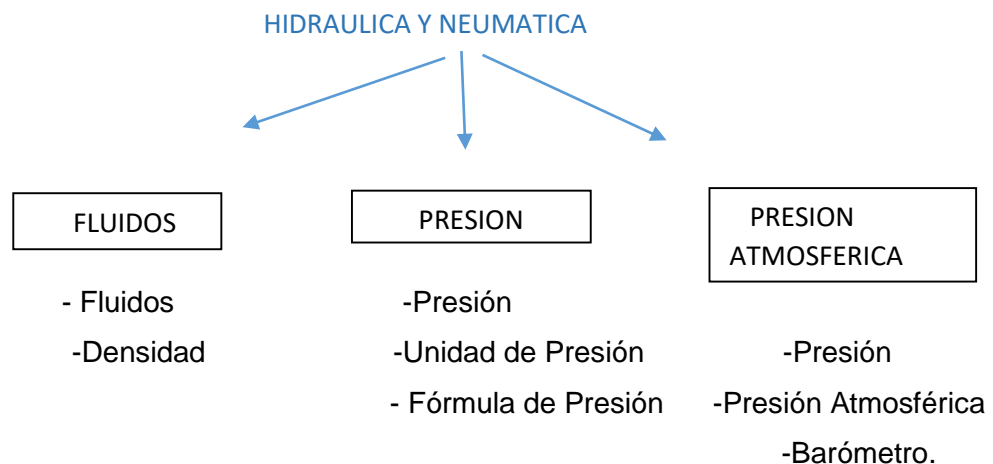 HIDRAULICA Y NEUMATICA
FLUIDOS
- Fluidos
-Densidad
PRESION
-Presión
-Unidad de Presión
- Fórmula de Presión
PRESION
ATMOSFERICA
-Presión
-Presión Atmosférica
-Barómetro.